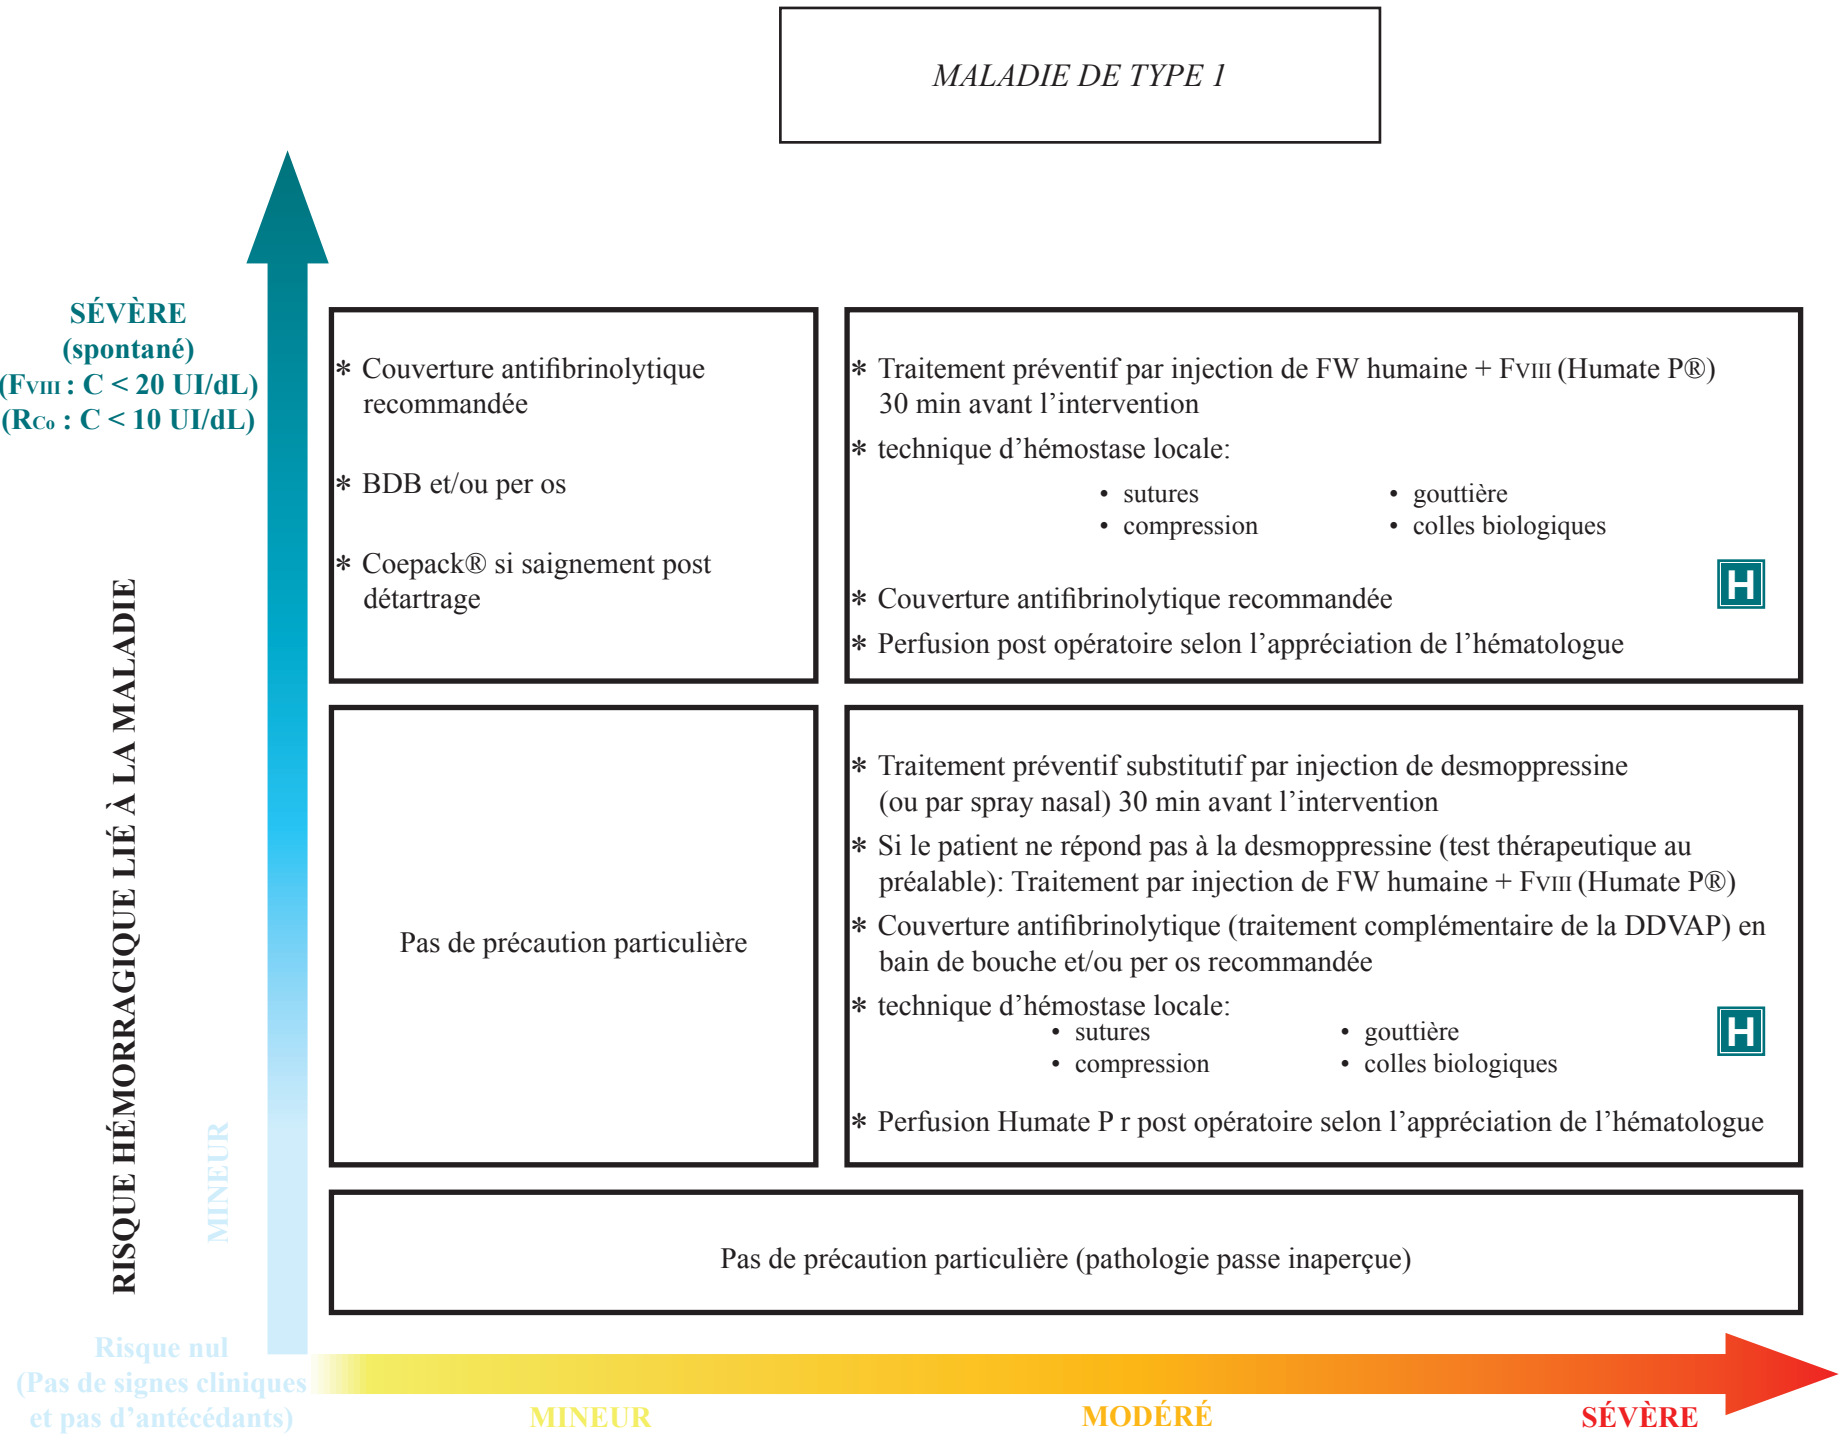 MALADIE DE TYPE 1
SÉVÈRE
(spontané)
(FVIII : C < 20 UI/dL)
(RCo : C < 10 UI/dL)
RISQUE HÉMORRAGIQUE LIÉ À LA MALADIE
MINEUR
Risque nul
(Pas de signes cliniques
et pas d’antécédants)
* Couverture antifibrinolytique
recommandée
* BDB et/ou per os
* Coepack® si saignement post
détartrage
* Traitement préventif par injection de FW humaine + FVIII (Humate P®)
30 min avant l’intervention
* technique d’hémostase locale:
• sutures • gouttière
• compression • colles biologiques
H
* Couverture antifibrinolytique recommandée
* Perfusion post opératoire selon l’appréciation de l’hématologue
Pas de précaution particulière
* Traitement préventif substitutif par injection de desmoppressine
(ou par spray nasal) 30 min avant l’intervention
* Si le patient ne répond pas à la desmoppressine (test thérapeutique au
préalable): Traitement par injection de FW humaine + FVIII (Humate P®)
* Couverture antifibrinolytique (traitement complémentaire de la DDVAP) en
bain de bouche et/ou per os recommandée
* technique d’hémostase locale:
• sutures • gouttière
• compression • colles biologiques
H
* Perfusion Humate P r post opératoire selon l’appréciation de l’hématologue
Pas de précaution particulière (pathologie passe inaperçue)
MINEUR MODÉRÉ SÉVÈRE